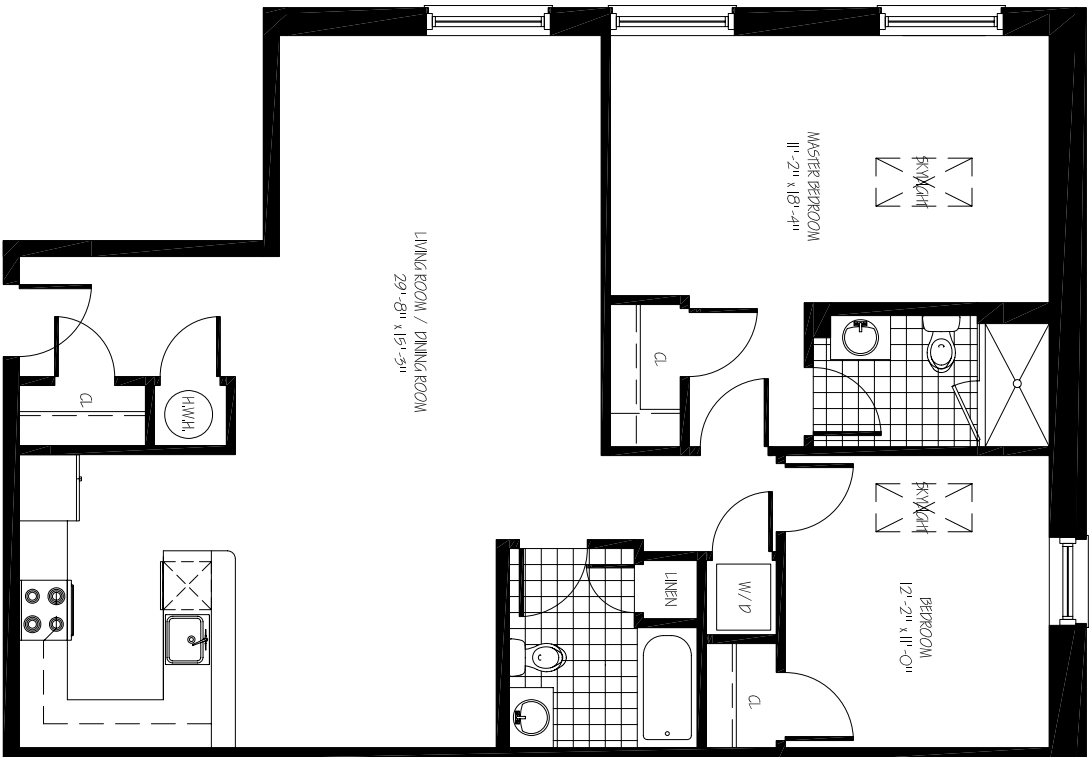 MASTER BEDROOM
11'-2" x 18'-4"
SKYLIGHT
LIVING ROOM / DINING ROOM
29'-8" x 15'-3"
CL
CL
H.W.H.
SKYLIGHT
LINEN
W/D
BEDROOM
12'-2" x 11'-0"
CL